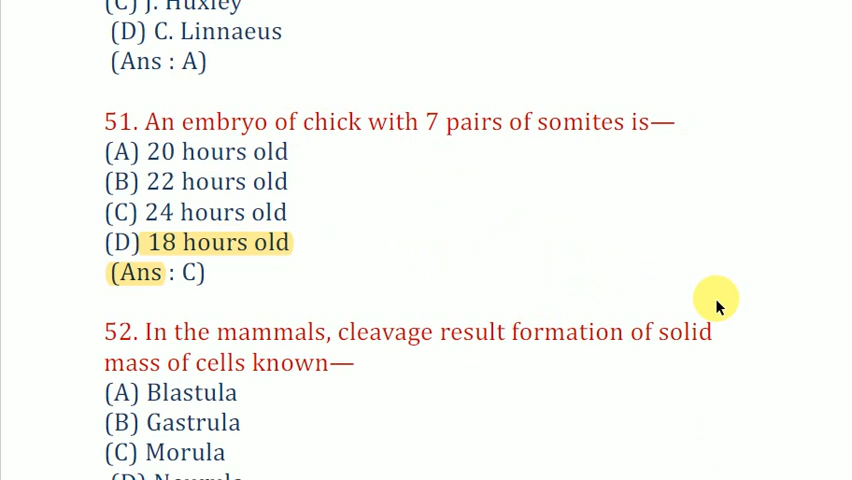 (C) J. Huxley
(D) C. Linnaeus
(Ans : A)
51. An embryo of chick with 7 pairs of somites is—
(A) 20 hours old
(B) 22 hours old
(C) 24 hours old
(D) 18 hours old
(Ans : C)
52. In the mammals, cleavage result formation of solid
mass of cells known—
(A) Blastula
(B) Gastrula
(C) Morula
(D) Neurula